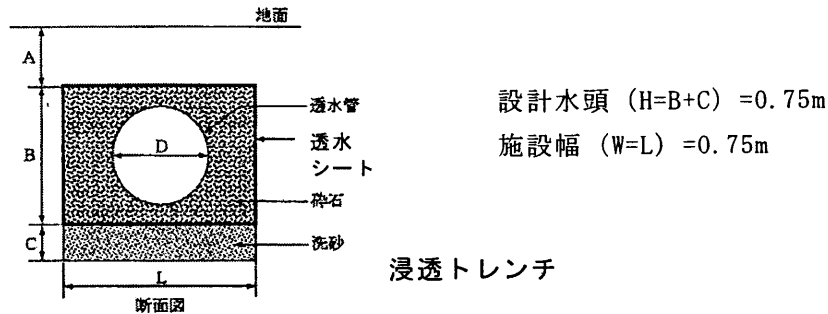 地面
A
透水管
設計水頭 (H=B+C) =0.75m
B
D
透水
シート
施設幅 (W=L) =0.75m
砕石
C
洗砂
L
断面図
浸透トレンチ